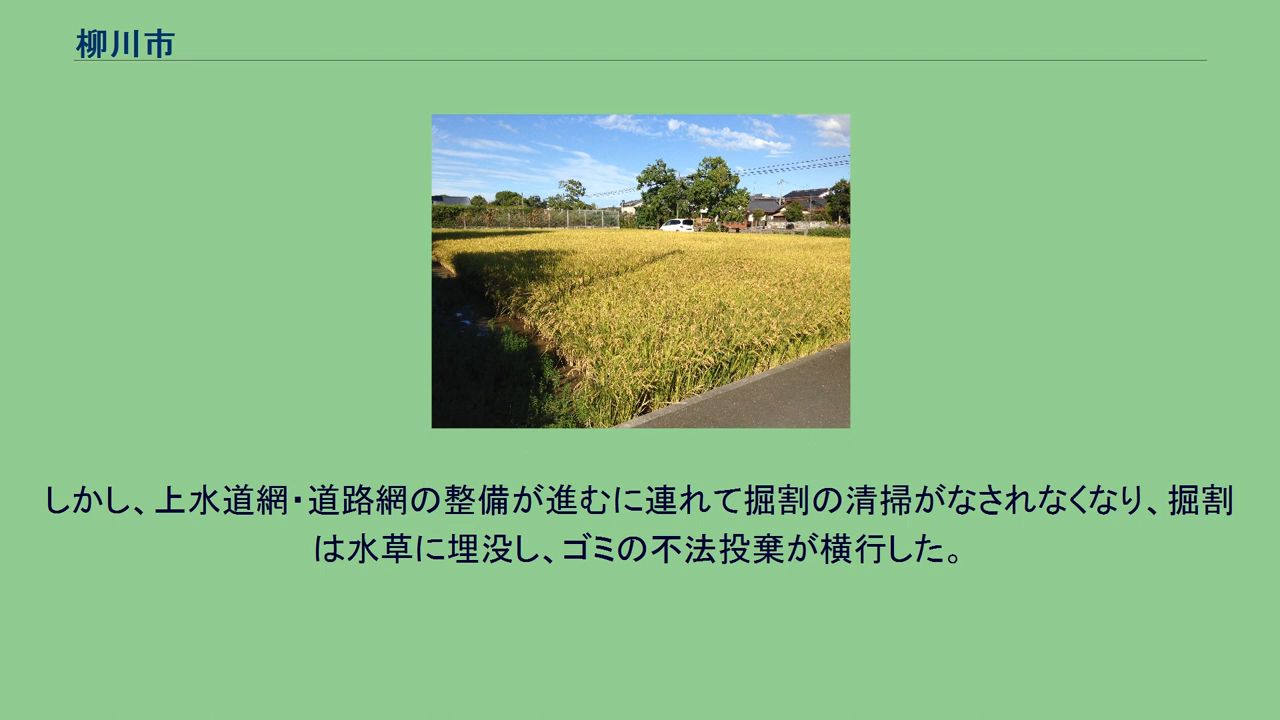 柳川市
しかし、上水道網・道路網の整備が進むに連れて掘割の清掃がなされなくなり、掘割
は水草に埋没し、ゴミの不法投棄が横行した。